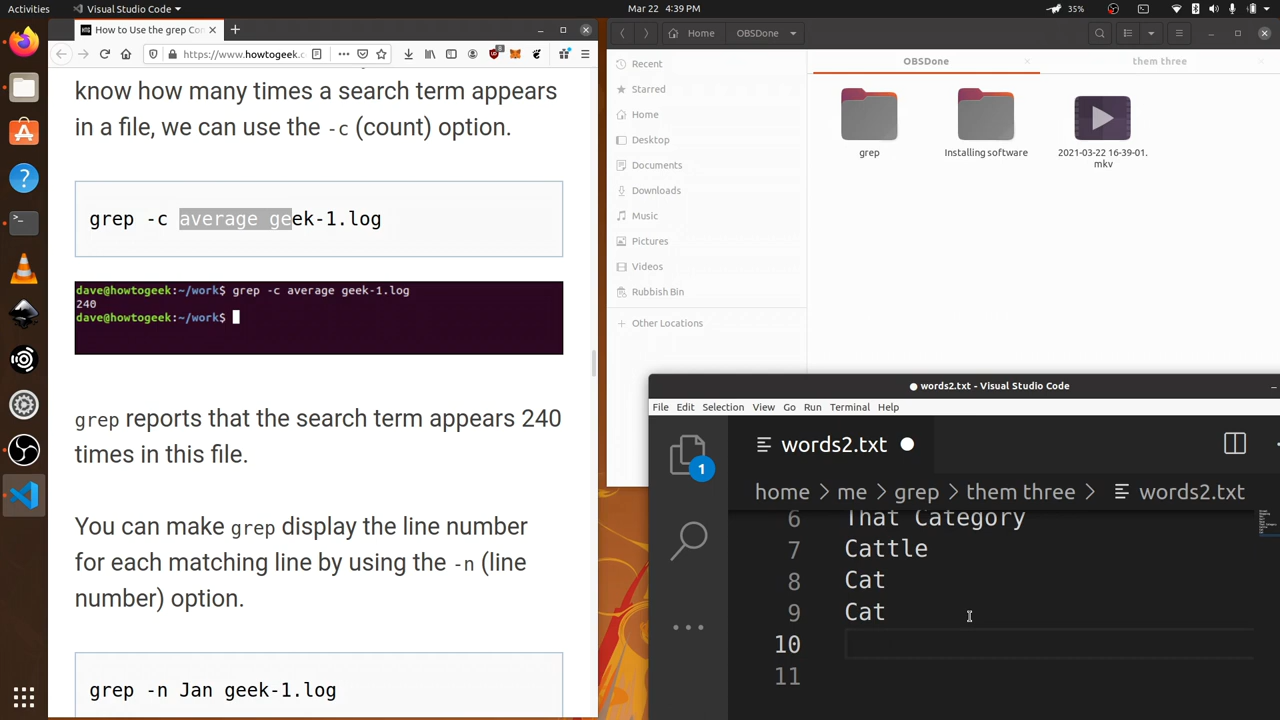 Activities
Visual Studio Code
Mar 22 4:39 PM
35%
How to Use the grep Con
https://www.howtogeek.c
know how many times a search term appears
in a file, we can use the -c (count) option.
grep -c average geek-1.log
dave@howtogeek:~/work$ grep -c average geek-1.log
240
dave@howtogeek:~/work$
grep reports that the search term appears 240
times in this file.
You can make grep display the line number
for each matching line by using the -n (line
number) option.
grep -n Jan geek-1.log
Home
OBSDone
Recent
Starred
Home
Desktop
Documents
Downloads
Music
Pictures
Videos
Rubbish Bin
Other Locations
OBSDone
them three
grep
Installing software
2021-03-22 16-39-01.
mkv
words2.txt - Visual Studio Code
File Edit Selection View Go Run Terminal Help
1
words2.txt
home > me > grep > them three > words2.txt
6 That Category
7 Cattle
8 Cat
9 Cat
10
11